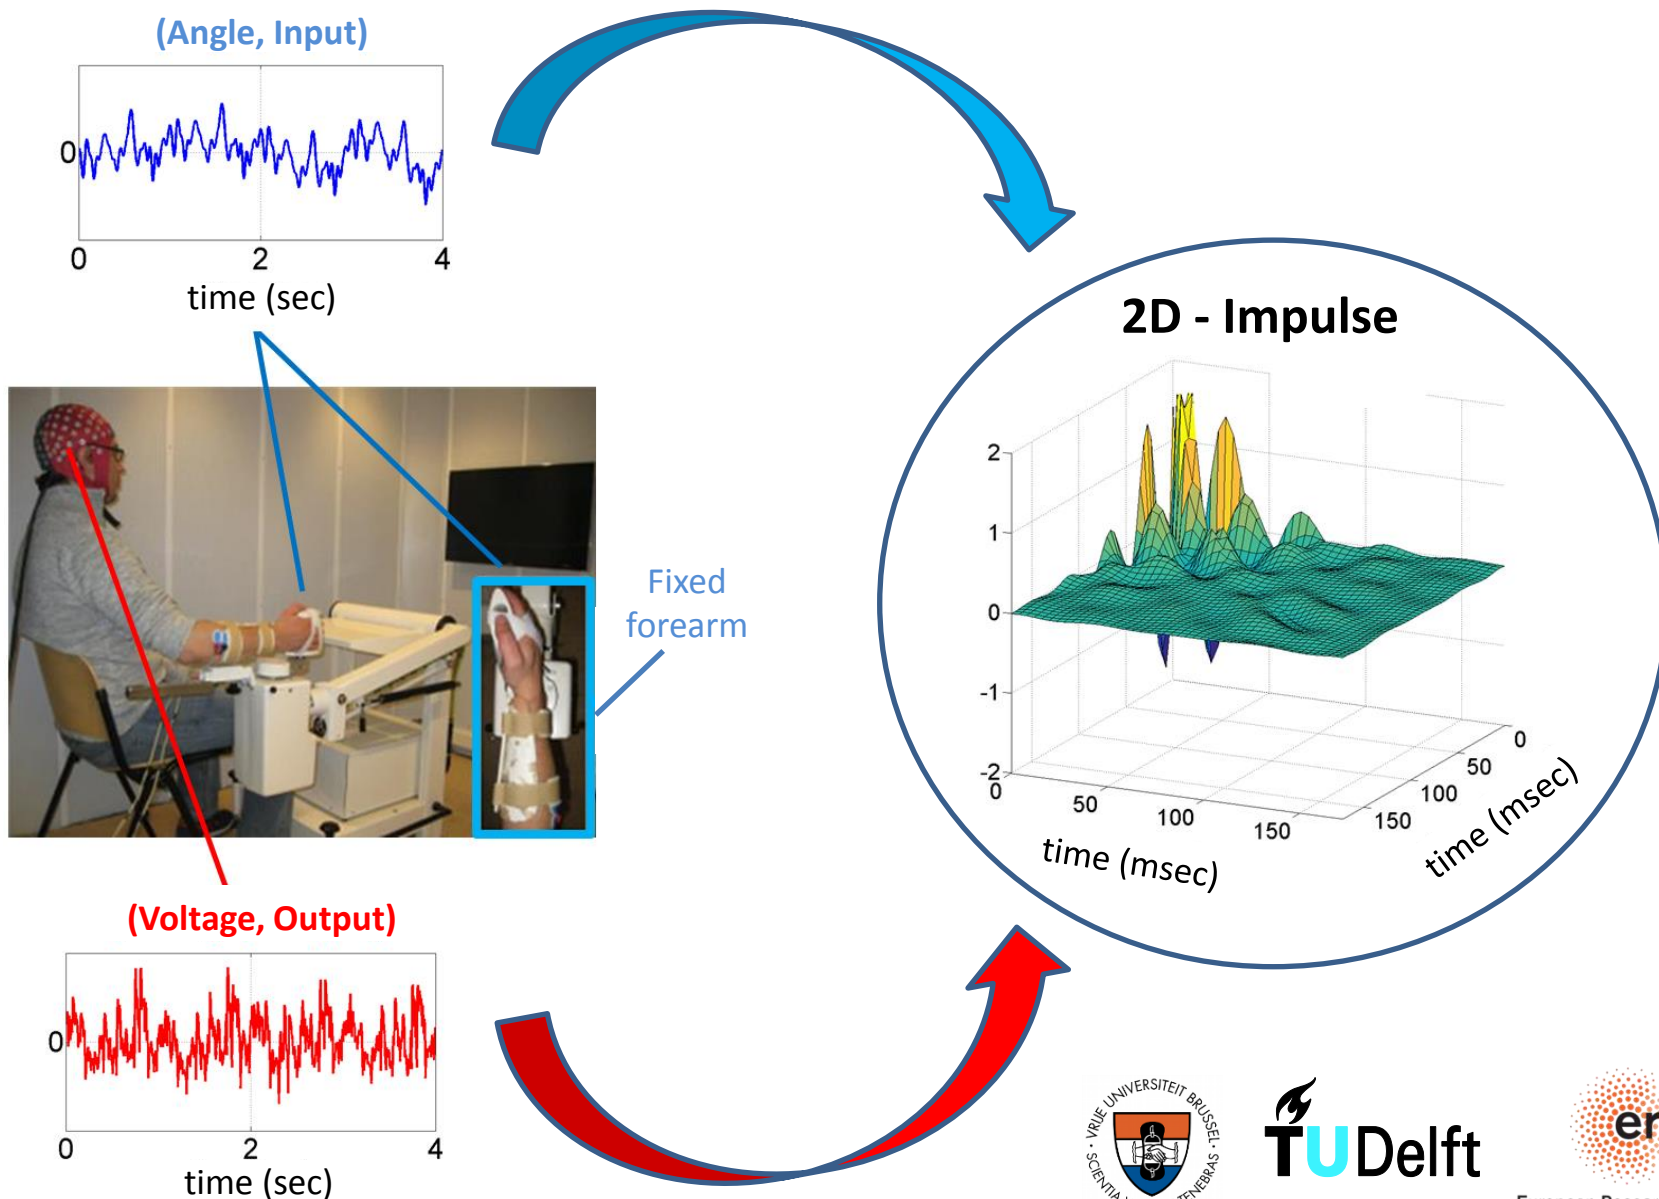 (Angle, Input)
0
0 2 4
time (sec)
Fixed
forearm
(Voltage, Output)
0
0 2 4
time (sec)
2D - Impulse
2
1
0
-1
-2
0 50 100 150
time (msec)
150 100 50 0
time (msec)
VRIJE UNIVERSITEIT BRUSSEL
SCIENTIA TENEBRAS
TUDelft
er